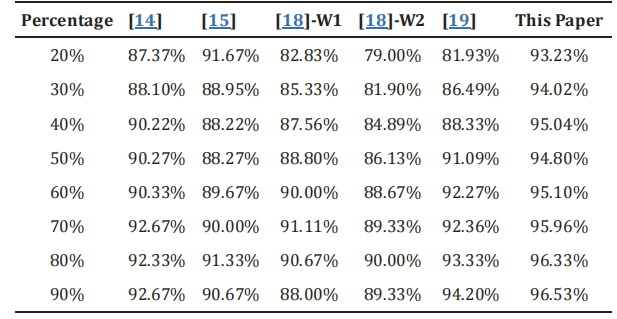 Percentage [14] [15] [18]-W1 [18]-W2 [19] This Paper
20% 87.37% 91.67% 82.83% 79.00% 81.93% 93.23%
30% 88.10% 88.95% 85.33% 81.90% 86.49% 94.02%
40% 90.22% 88.22% 87.56% 84.89% 88.33% 95.04%
50% 90.27% 88.27% 88.80% 86.13% 91.09% 94.80%
60% 90.33% 89.67% 90.00% 88.67% 92.27% 95.10%
70% 92.67% 90.00% 91.11% 89.33% 92.36% 95.96%
80% 92.33% 91.33% 90.67% 90.00% 93.33% 96.33%
90% 92.67% 90.67% 88.00% 89.33% 94.20% 96.53%